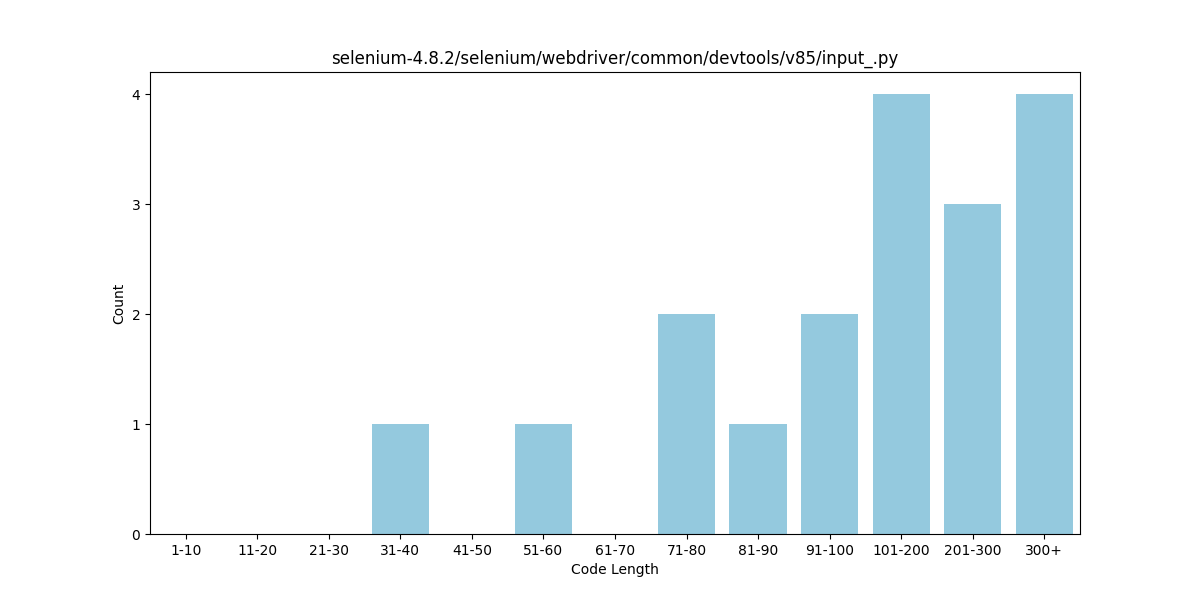 selenium-4.8.2/selenium/webdriver/common/devtools/v85/input_.py
4
3
2
1
0
Count
1-10 11-20 21-30 31-40 41-50 51-60 61-70 71-80 81-90 91-100 101-200 201-300 300+
Code Length